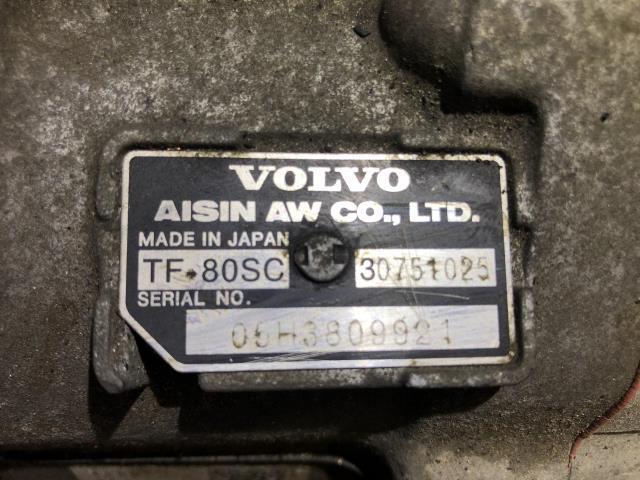 VOLVO
AISIN AW CO., LTD.
MADE IN JAPAN
TF-80SC 30751025
SERIAL NO.
05H3809921